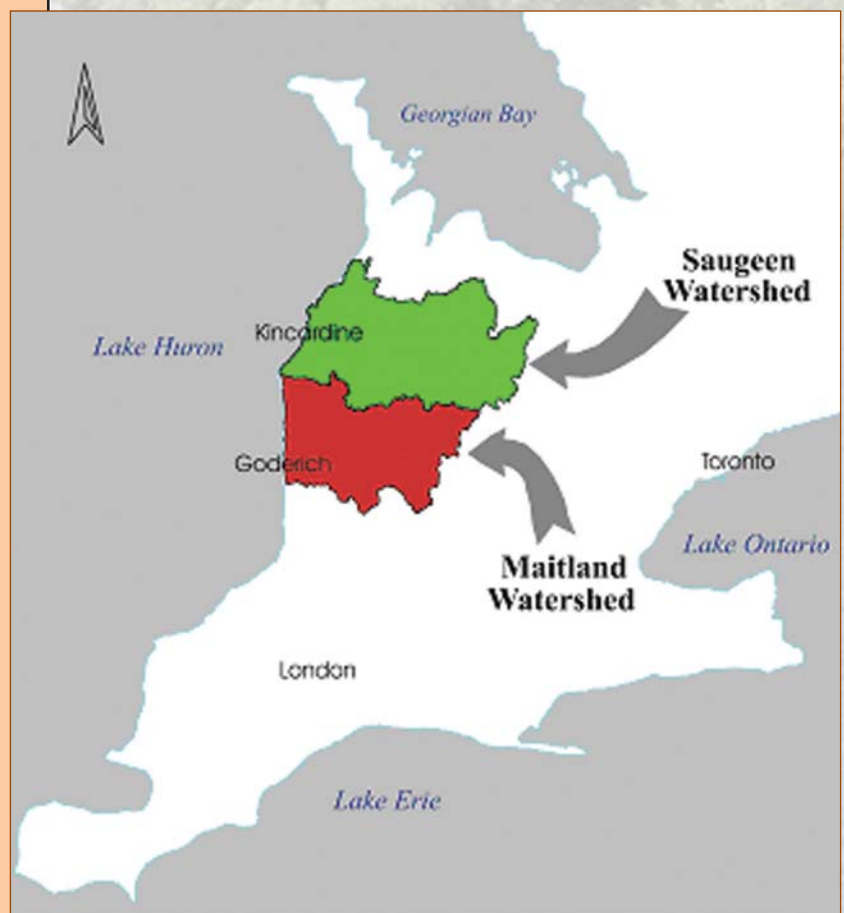 Georgian Bay
Saugeen
Watershed
Kincardine
Lake Huron
Goderich
Toronto
Lake Ontario
Maitland
Watershed
London
Lake Erie